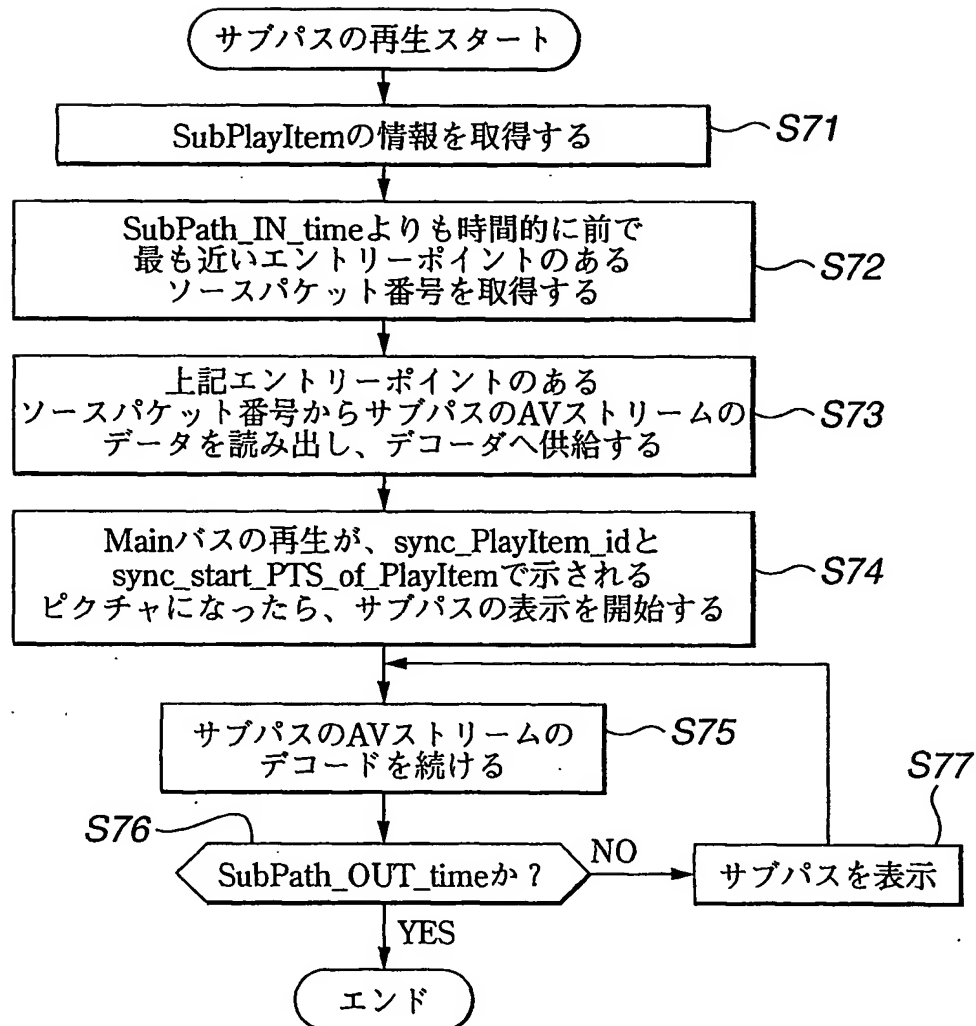 サブパスの再生スタート
SubPlayItemの情報を取得する
S71
SubPath_IN_timeよりも時間的に前で
最も近いエントリーポイントのある
ソースパケット番号を取得する
S72
上記エントリーポイントのある
ソースパケット番号からサブパスのAVストリームの
データを読み出し、デコーダへ供給する
S73
Mainパスの再生が、sync_PlayItem_idと
sync_start_PTS_of_PlayItemで示される
ピクチャになったら、サブパスの表示を開始する
S74
サブパスのAVストリームの
デコードを続ける
S75
S76
SubPath_OUT_timeか?
NO
S77
サブパスを表示
YES
エンド